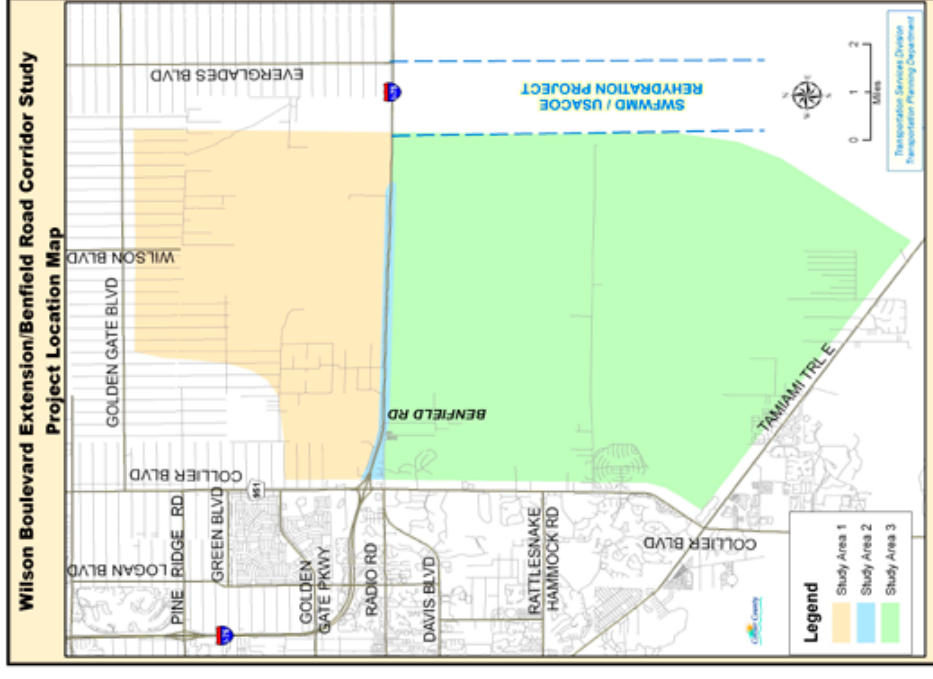 Wilson Boulevard Extension/Benfield Road Corridor Study
Project Location Map
EVERGLADES BLVD
WILSON BLVD
GOLDEN GATE BLVD
COLLIER BLVD
951
LOGAN BLVD
PINE RIDGE RD
GREEN BLVD
GOLDEN
GATE PKWY
RADIO RD
DAVIS BLVD
RATTLESNAKE
HAMMOCK RD
COLLIER BLVD
BENFIELD RD
TAMIAMI TRL E
SWFWMD / USACOE
REHYDRATION PROJECT
0 1 2
Miles
Transportation Services Division
Transportation Planning Department
Collier County
Legend
Study Area 1
Study Area 2
Study Area 3